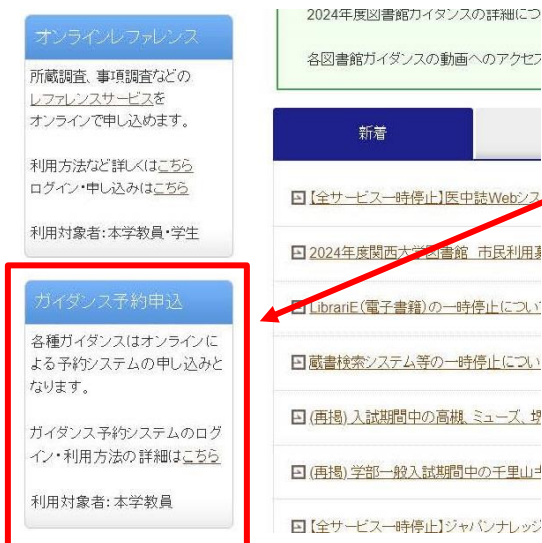 オンラインレファレンス
所蔵調査、事項調査などの
レファレンスサービスを
オンラインで申し込めます。
利用方法など詳しくはこちら
ログイン・申し込みはこちら
利用対象者:本学教員・学生
ガイダンス予約申込
各種ガイダンスはオンラインに
よる予約システムの申し込みと
なります。
ガイダンス予約システムのログ
イン・利用方法の詳細はこちら
利用対象者:本学教員
2024年度図書館ガイダンスの詳細につ
各図書館ガイダンスの動画へのアクセス
新着
【全サービス一時停止】医中誌Webシス
2024年度関西大学図書館 市民利用募
LibrariE(電子書籍)の一時停止につい
蔵書検索システム等の一時停止につい
(再掲) 入試期間中の高槻、ミューズ、堺
(再掲) 学部一般入試期間中の千里山キ
【全サービス一時停止】ジャパンナレッジ